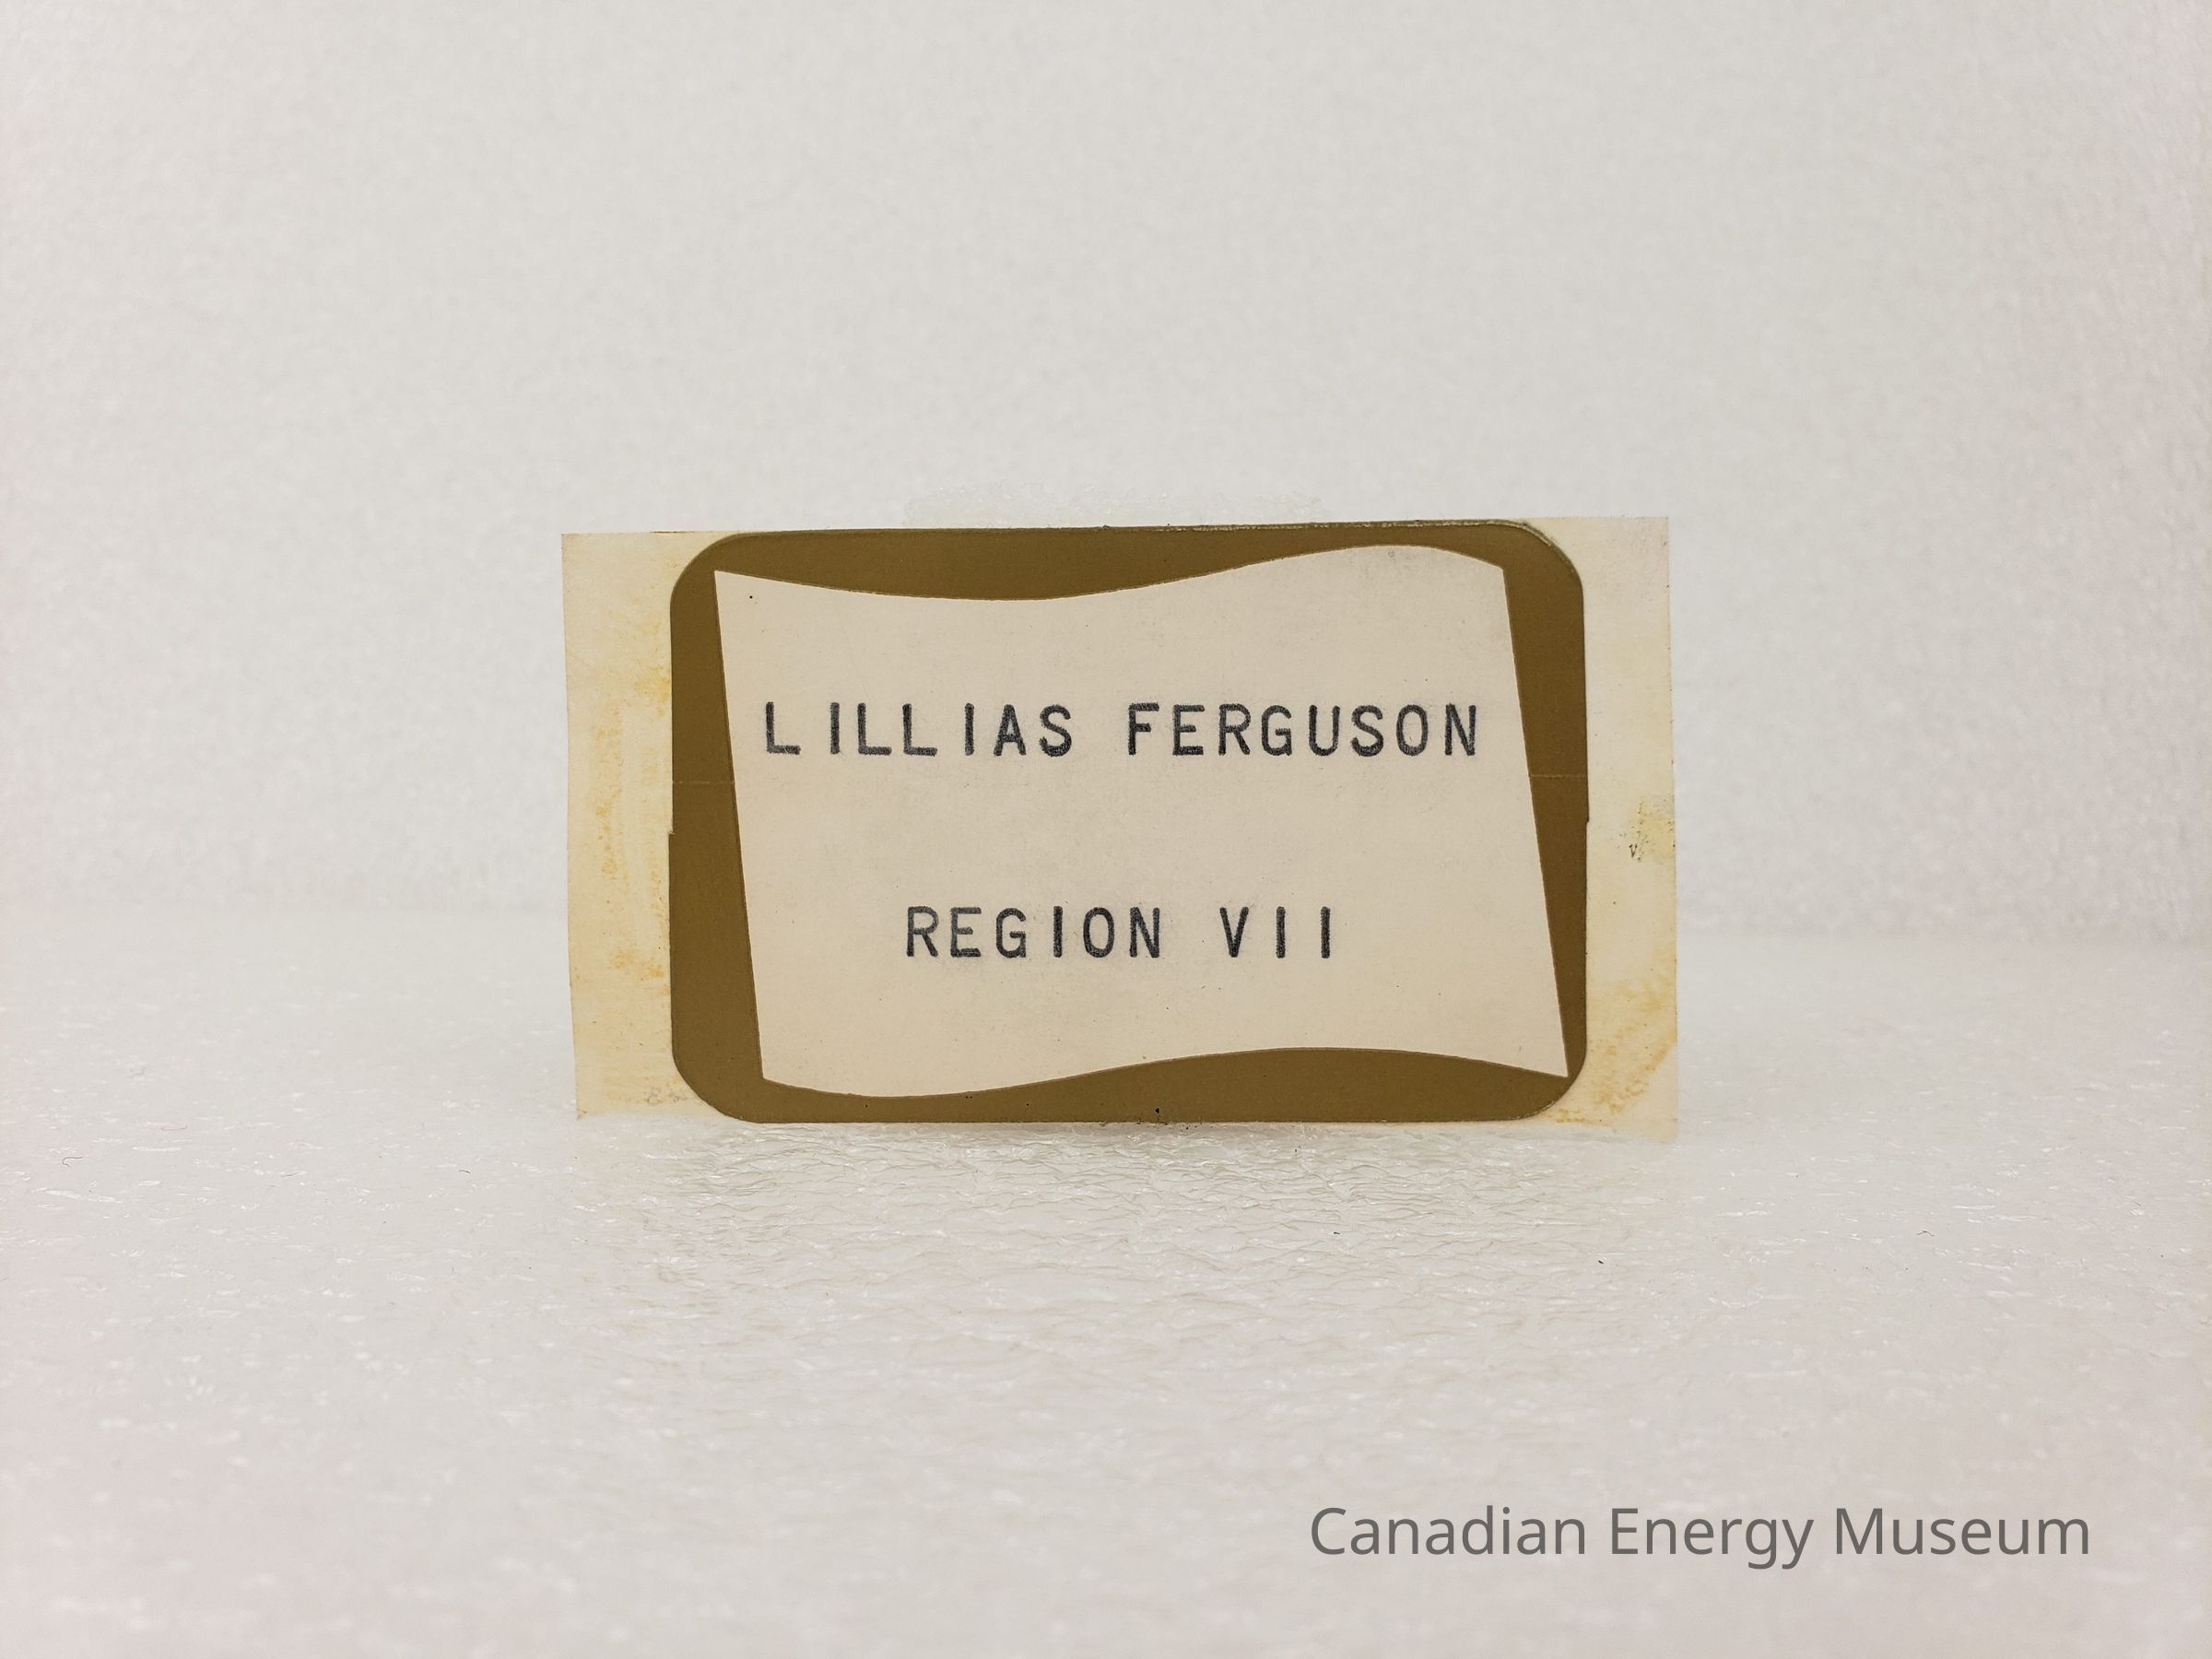 LILLIAS FERGUSON
REGION VII
Canadian Energy Museum